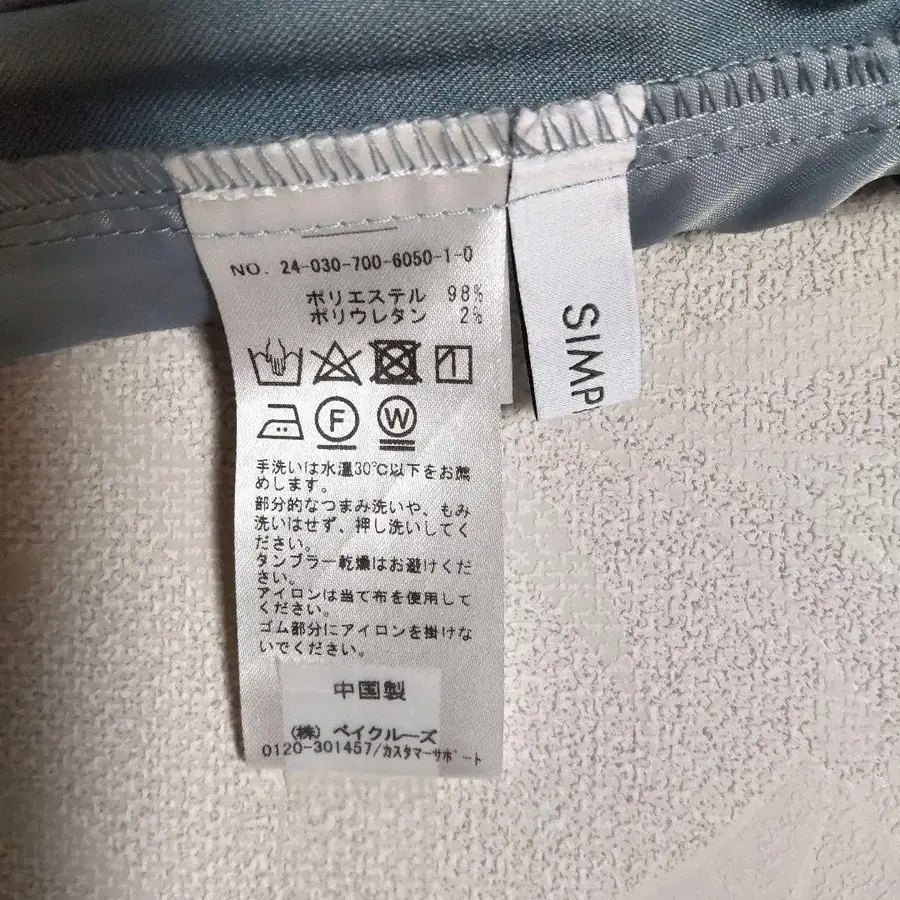 NO. 24-030-700-6050-1-0
ポリエステル 98%
ポリウレタン 2%
F W
手洗いは水温30℃以下をお薦
めします。
部分的なつまみ洗いや、もみ
洗いはせず、押し洗いしてく
ださい。
タンブラー乾燥はお避けくだ
さい。
アイロンは当て布を使用して
ください。
ゴム部分にアイロンを掛けな
いでください。
中国製
(株) ベイクルーズ
0120-301457/カスタマーサポート
SIMP